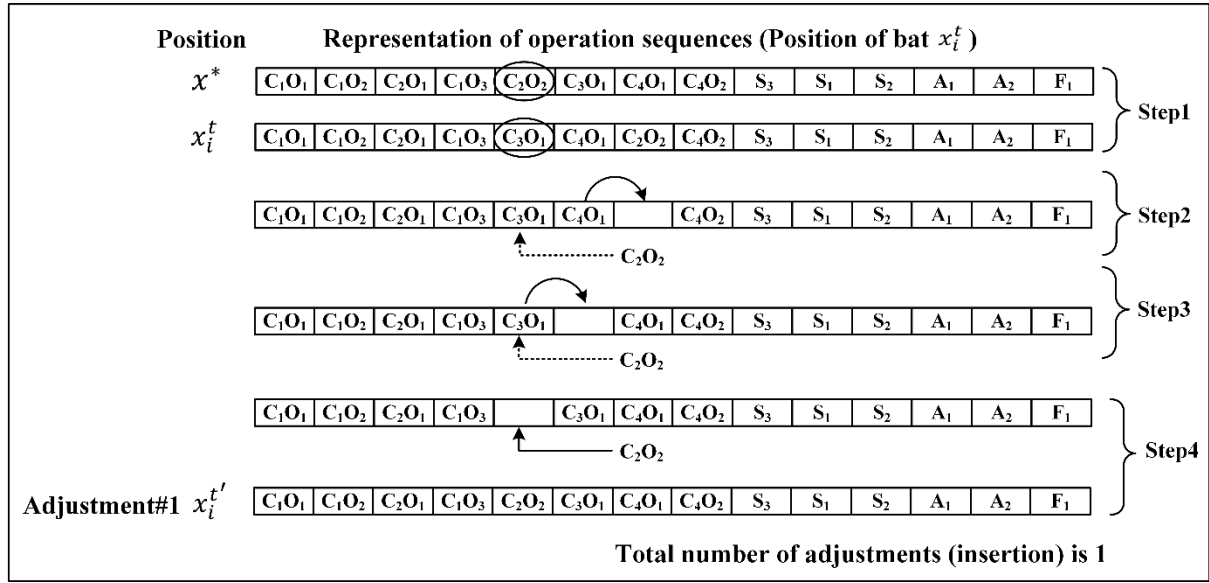 Position Representation of operation sequences (Position of bat xᵢᵗ )
x* C₁O₁ C₁O₂ C₂O₁ C₁O₃ C₂O₂ C₃O₁ C₄O₁ C₄O₂ S₃ S₁ S₂ A₁ A₂ F₁
Step1
xᵢᵗ C₁O₁ C₁O₂ C₂O₁ C₁O₃ C₃O₁ C₄O₁ C₂O₂ C₄O₂ S₃ S₁ S₂ A₁ A₂ F₁
C₁O₁ C₁O₂ C₂O₁ C₁O₃ C₃O₁ C₄O₁ C₄O₂ S₃ S₁ S₂ A₁ A₂ F₁
Step2
C₂O₂
C₁O₁ C₁O₂ C₂O₁ C₁O₃ C₃O₁ C₄O₁ C₄O₂ S₃ S₁ S₂ A₁ A₂ F₁
Step3
C₂O₂
C₁O₁ C₁O₂ C₂O₁ C₁O₃ C₃O₁ C₄O₁ C₄O₂ S₃ S₁ S₂ A₁ A₂ F₁
C₂O₂
Step4
Adjustment#1 xᵢᵗ′ C₁O₁ C₁O₂ C₂O₁ C₁O₃ C₂O₂ C₃O₁ C₄O₁ C₄O₂ S₃ S₁ S₂ A₁ A₂ F₁
Total number of adjustments (insertion) is 1